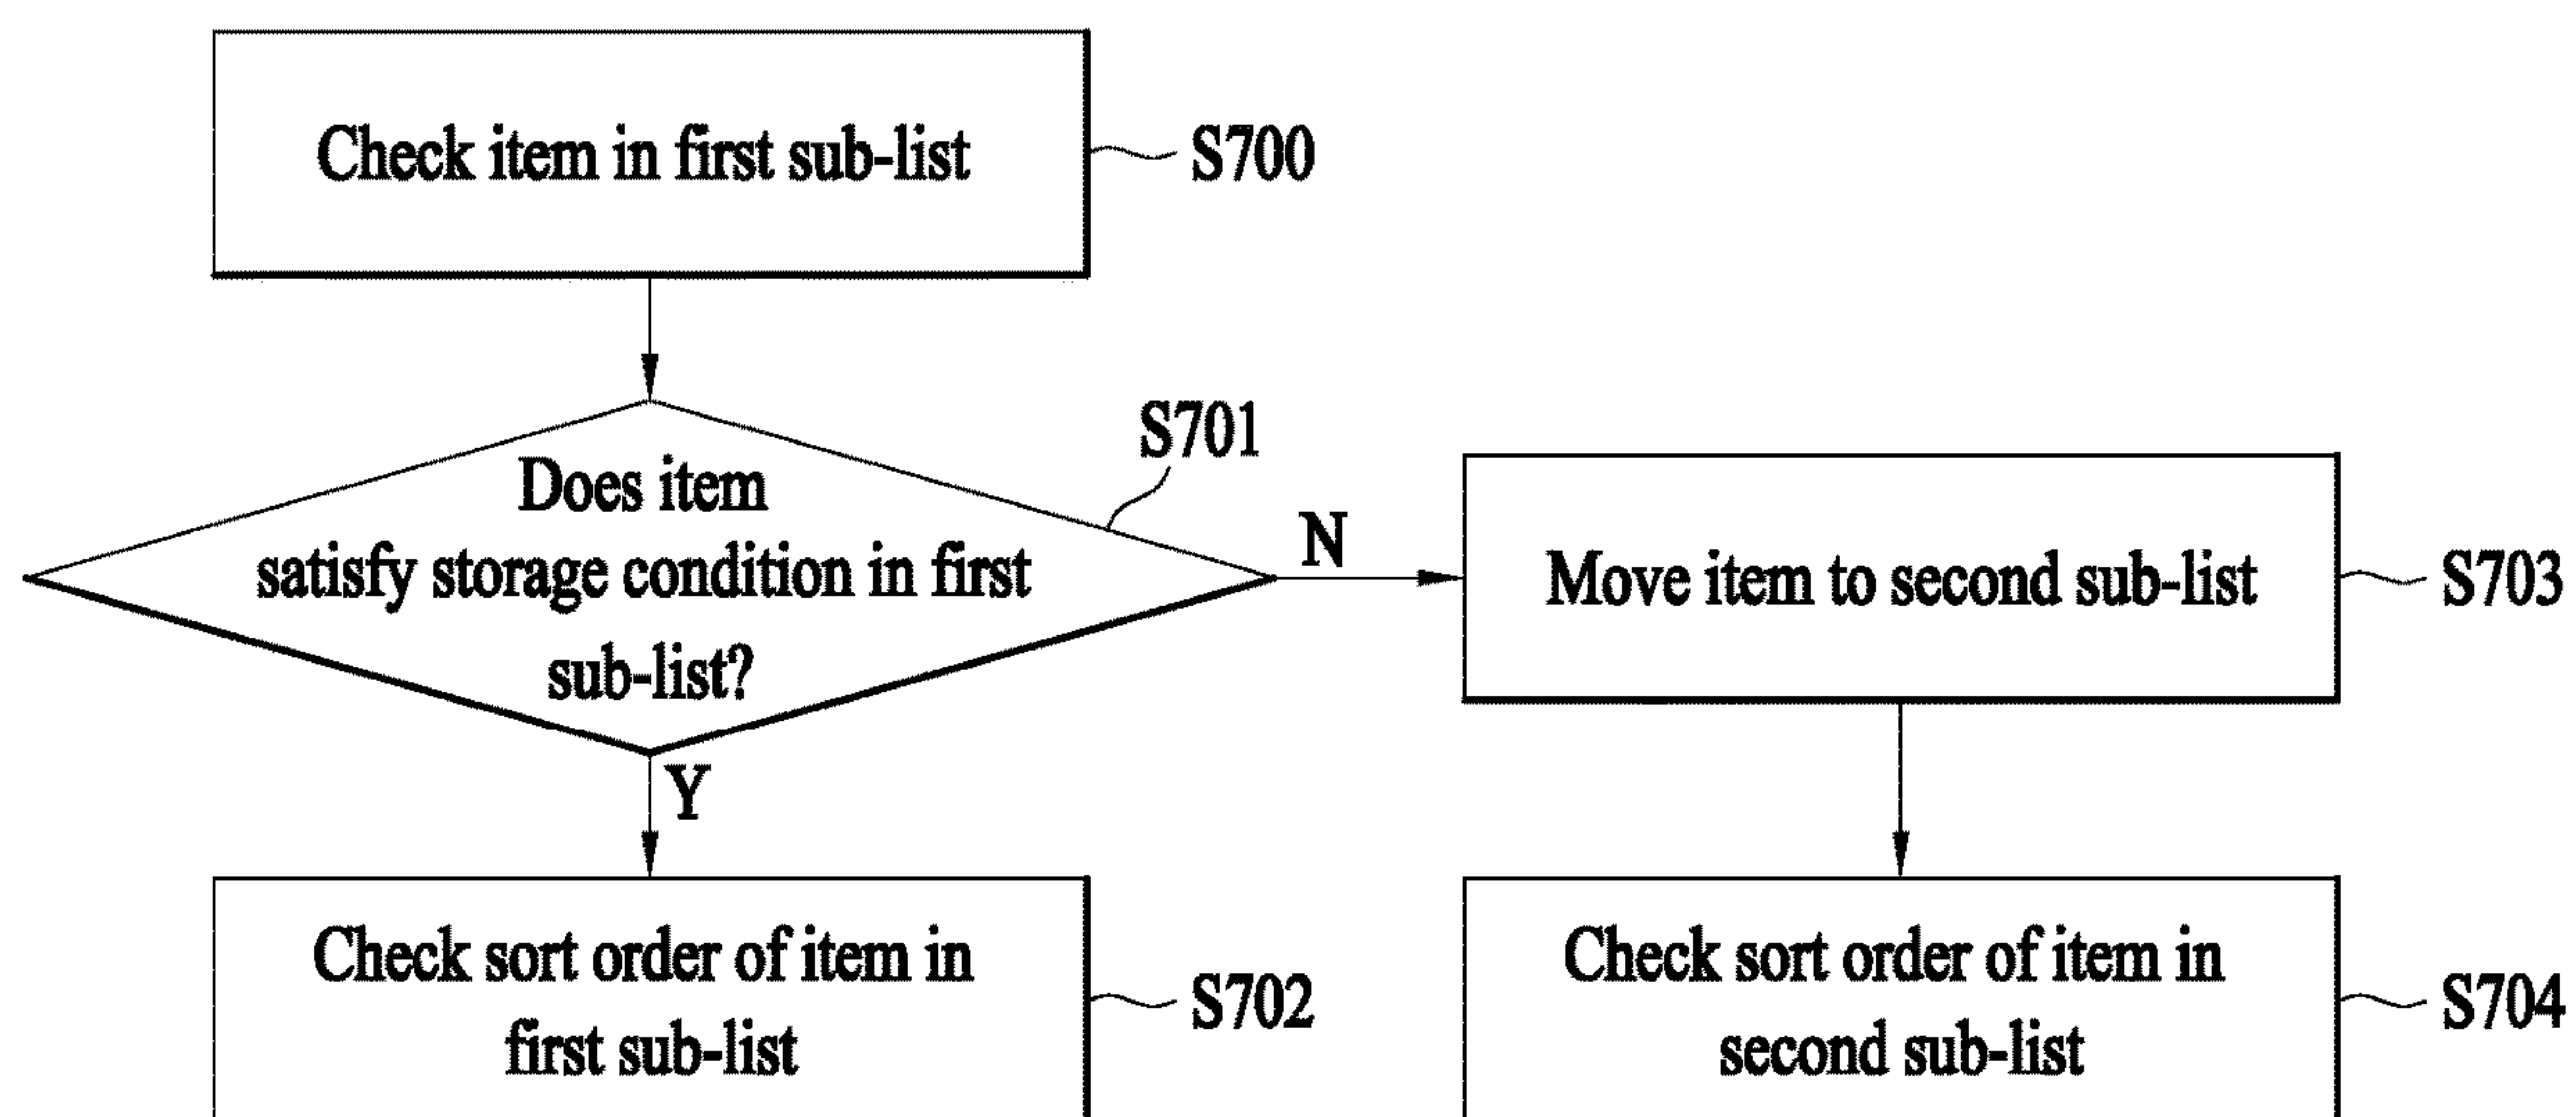 Check item in first sub-list
S700
S701
Does item
satisfy storage condition in first
sub-list?
N
Move item to second sub-list
S703
Y
Check sort order of item in
first sub-list
S702
Check sort order of item in
second sub-list
S704